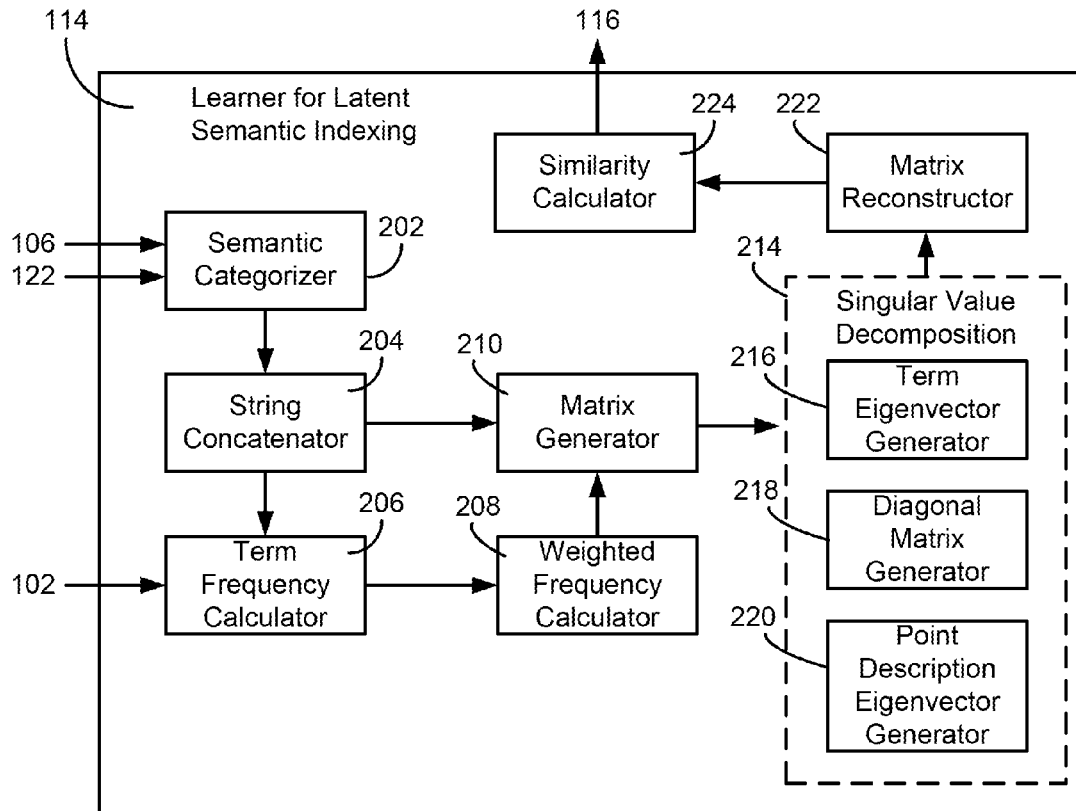 114
116
Learner for Latent
Semantic Indexing
224
222
Similarity
Calculator
Matrix
Reconstructor
106
122
Semantic
Categorizer
202
214
Singular Value
Decomposition
204
210
216
String
Concatenator
Matrix
Generator
Term
Eigenvector
Generator
206
208
218
102
Term
Frequency
Calculator
Weighted
Frequency
Calculator
Diagonal
Matrix
Generator
220
Point
Description
Eigenvector
Generator